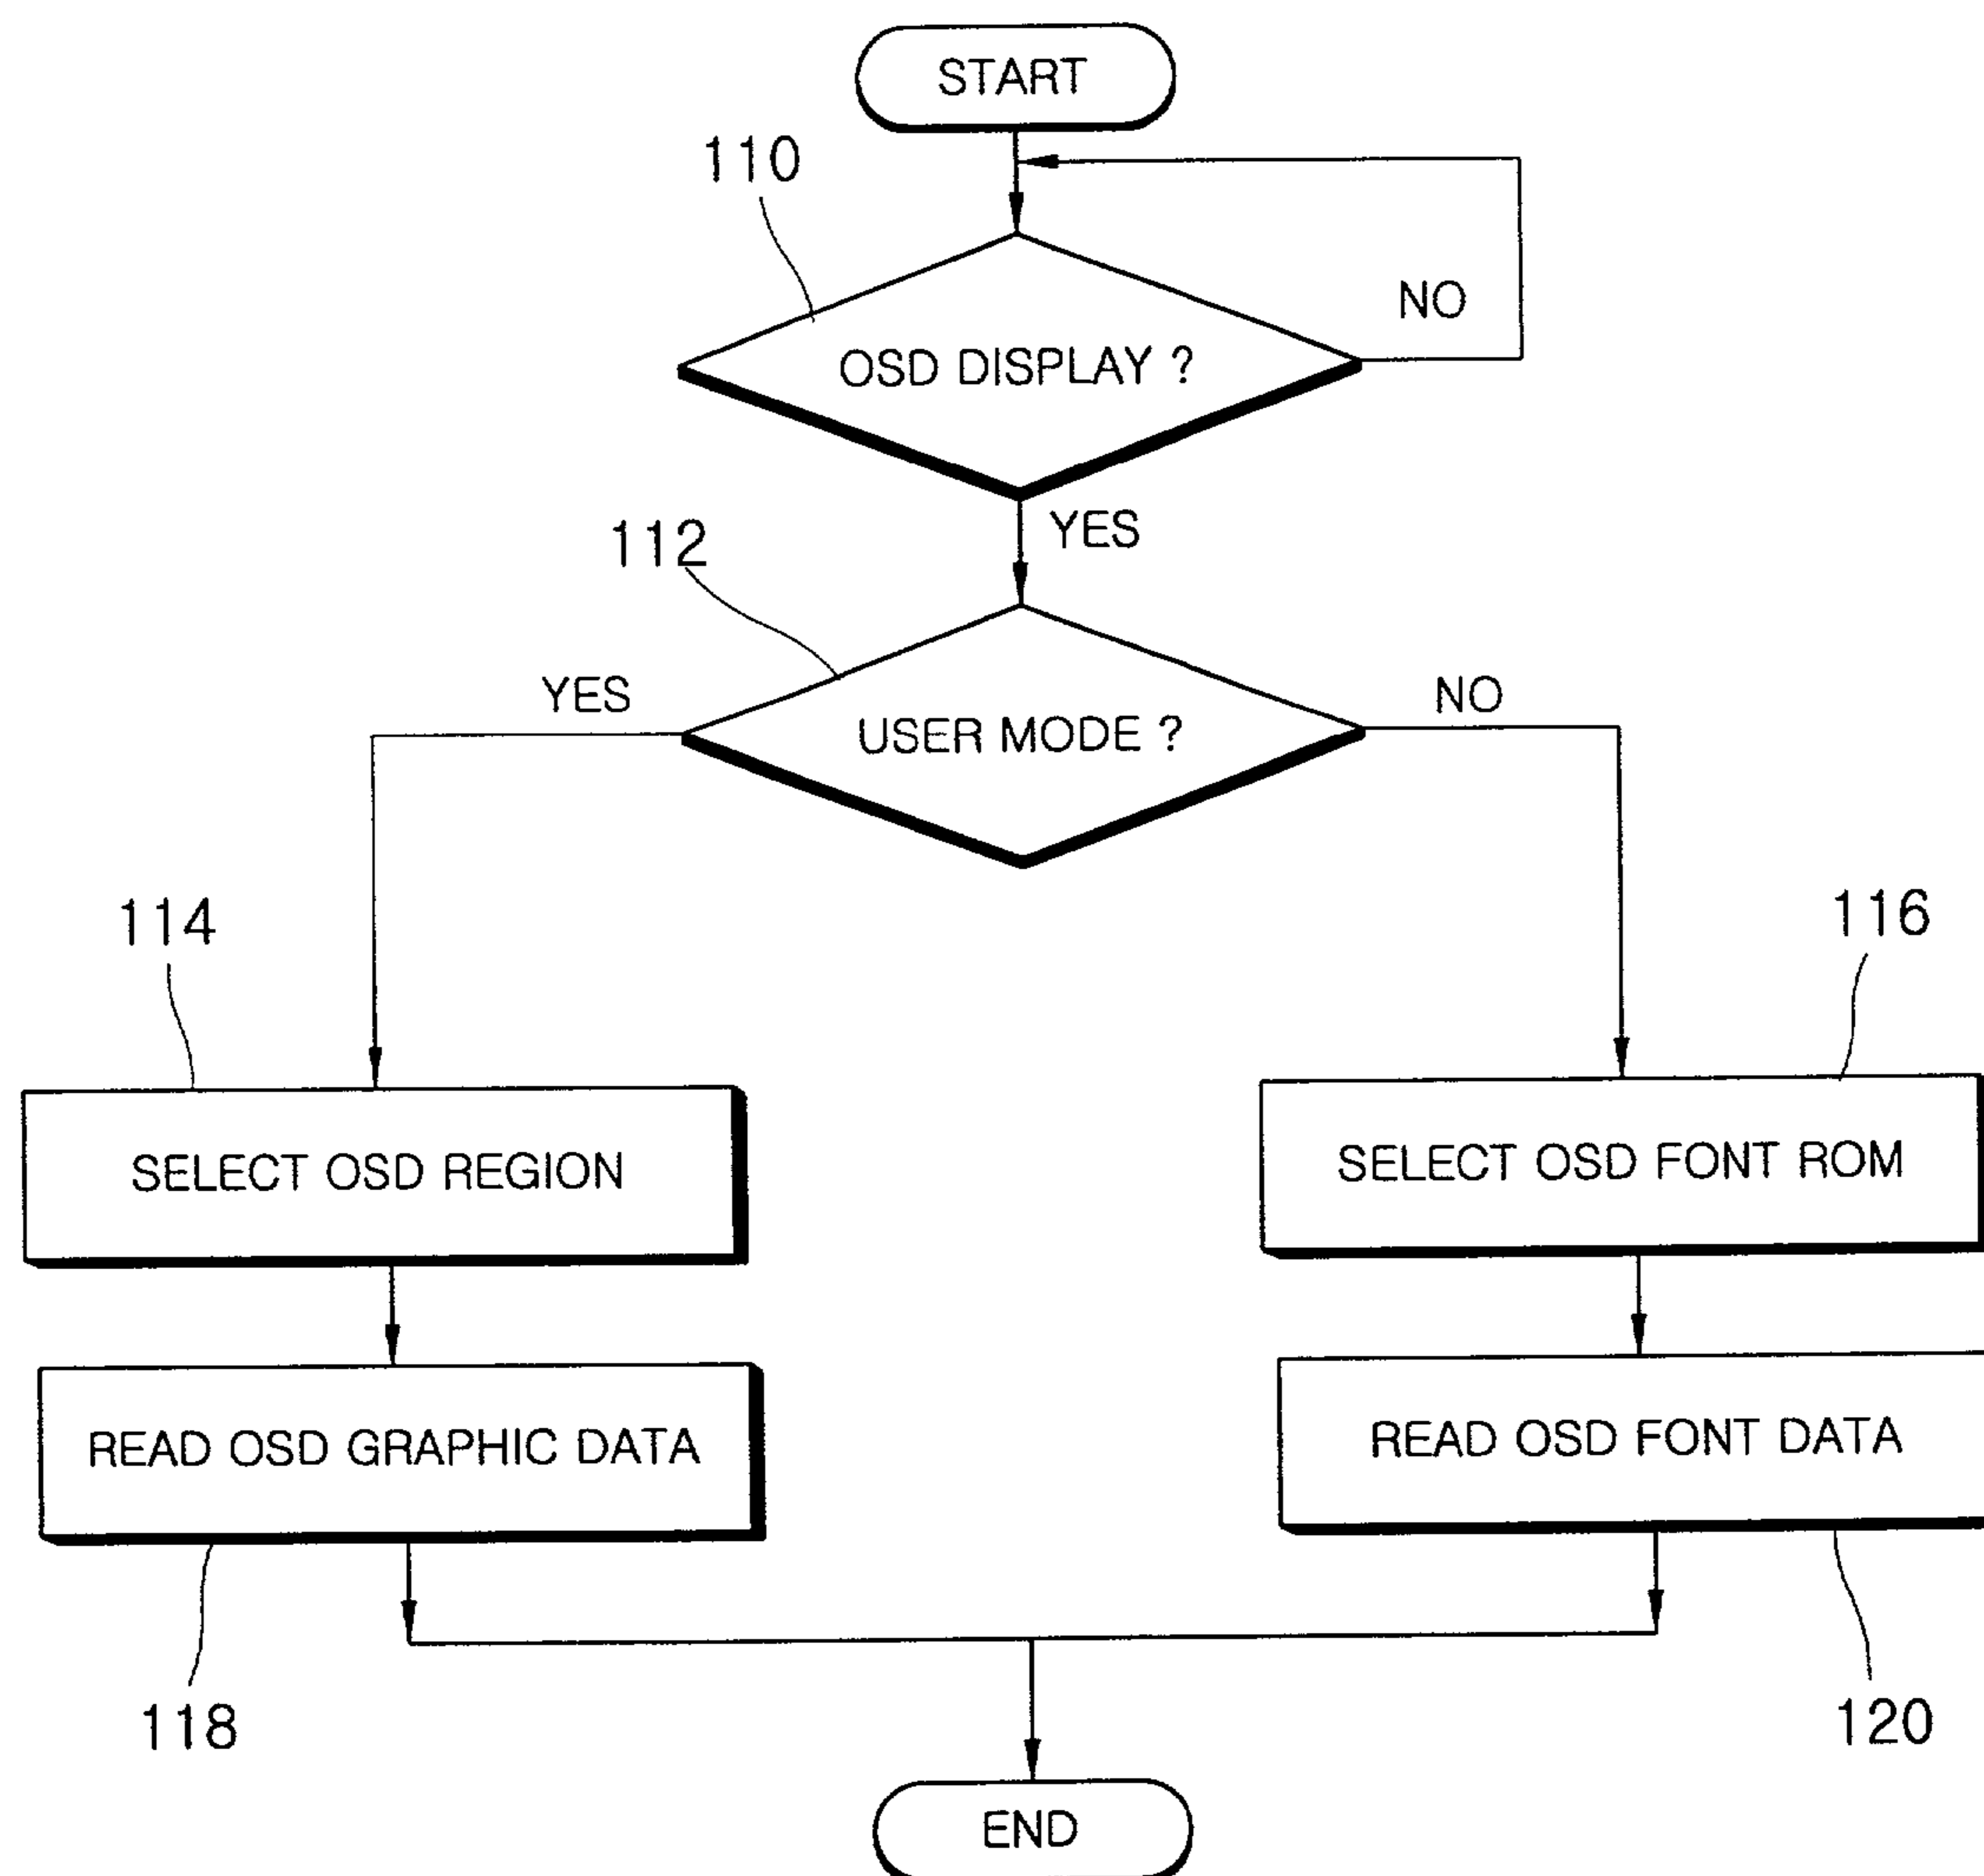 START
110
NO
OSD DISPLAY ?
YES
112
YES
NO
USER MODE ?
114
116
SELECT OSD REGION
SELECT OSD FONT ROM
READ OSD GRAPHIC DATA
READ OSD FONT DATA
118
120
END